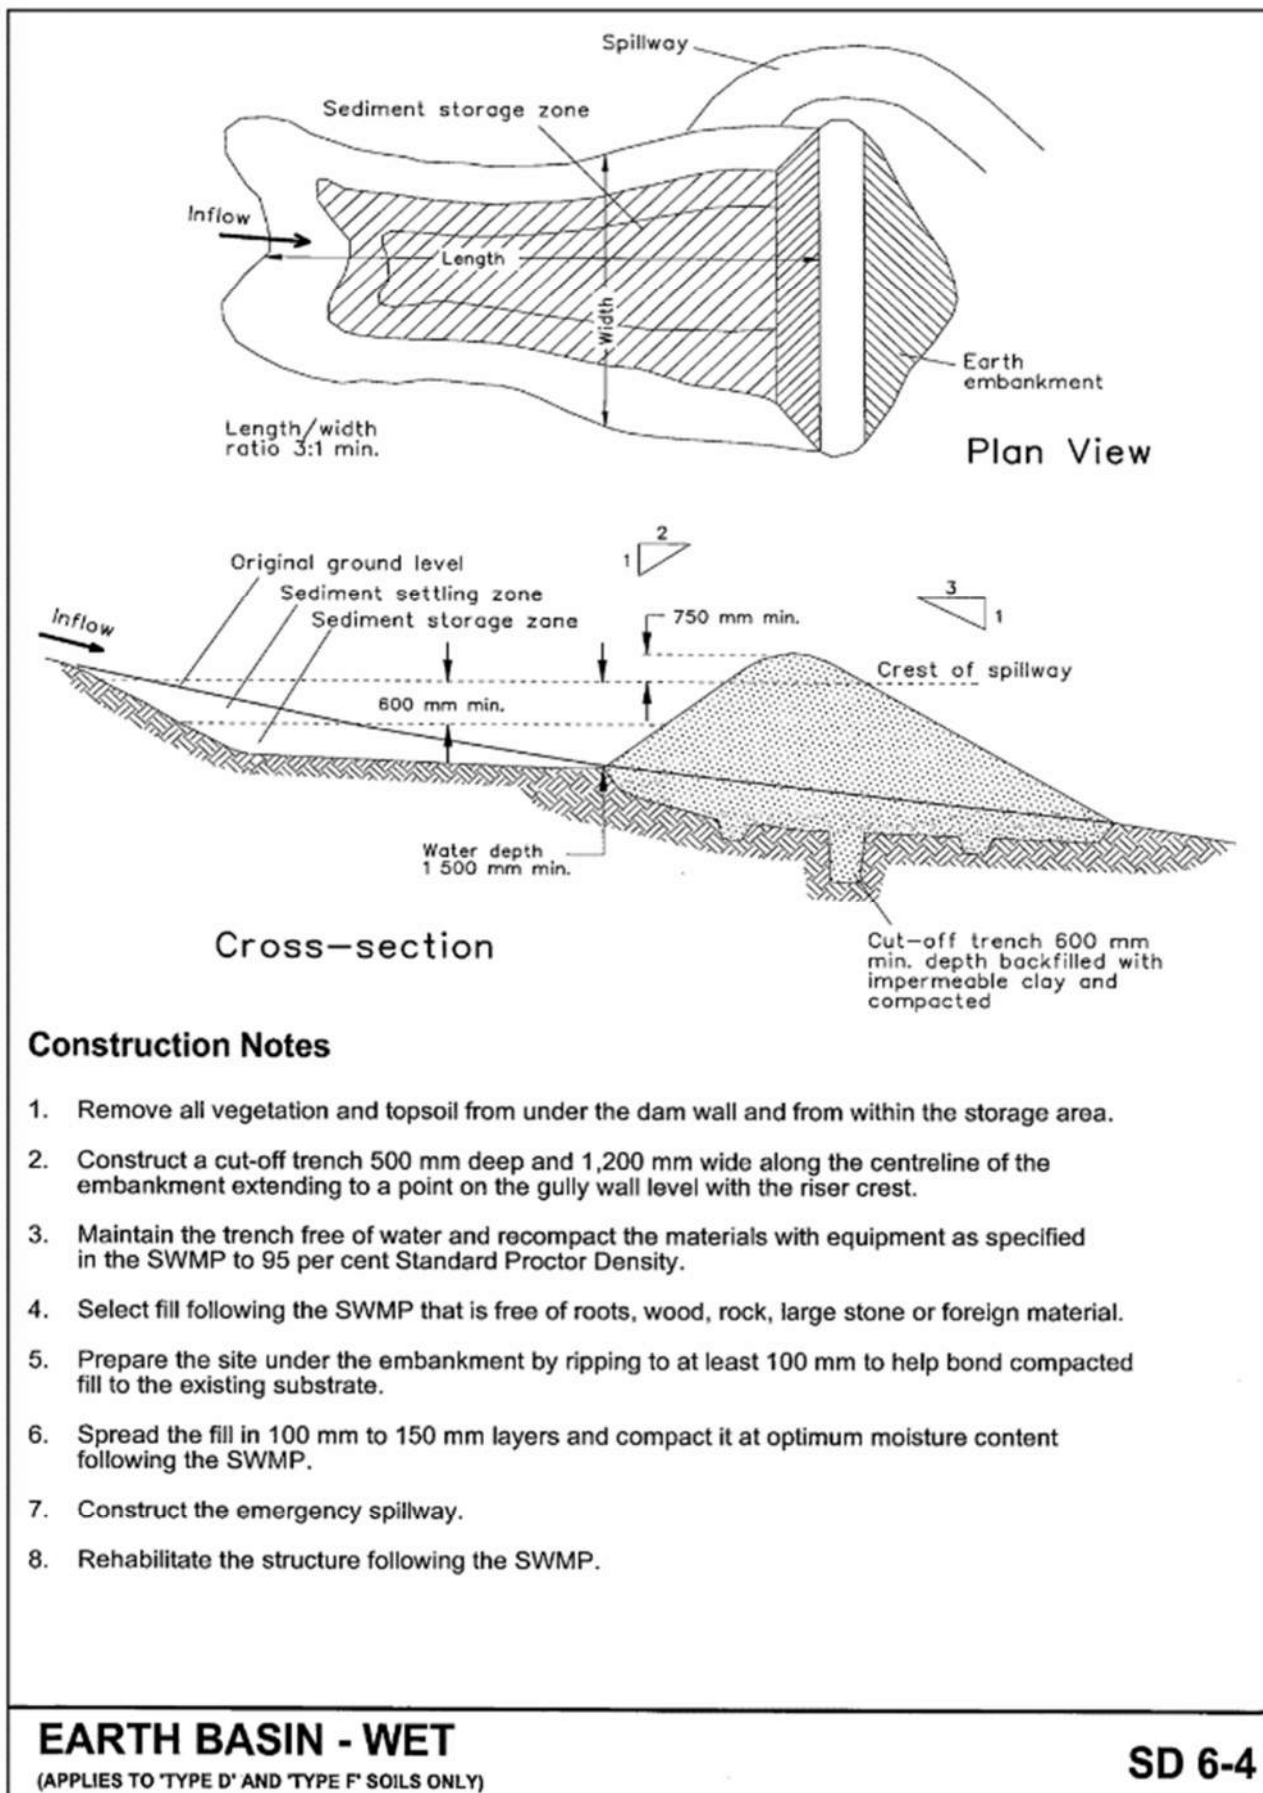 Spillway
Sediment storage zone
Inflow
Length
Width
Earth
embankment
Length/width
ratio 3:1 min.
Plan View
2
1
Original ground level
Sediment settling zone
Sediment storage zone
3
1
Inflow
750 mm min.
Crest of spillway
600 mm min.
Water depth
1 500 mm min.
Cross-section
Cut-off trench 600 mm
min. depth backfilled with
impermeable clay and
compacted
Construction Notes
1. Remove all vegetation and topsoil from under the dam wall and from within the storage area.
2. Construct a cut-off trench 500 mm deep and 1,200 mm wide along the centreline of the
embankment extending to a point on the gully wall level with the riser crest.
3. Maintain the trench free of water and recompact the materials with equipment as specified
in the SWMP to 95 per cent Standard Proctor Density.
4. Select fill following the SWMP that is free of roots, wood, rock, large stone or foreign material.
5. Prepare the site under the embankment by ripping to at least 100 mm to help bond compacted
fill to the existing substrate.
6. Spread the fill in 100 mm to 150 mm layers and compact it at optimum moisture content
following the SWMP.
7. Construct the emergency spillway.
8. Rehabilitate the structure following the SWMP.
EARTH BASIN - WET
(APPLIES TO 'TYPE D' AND 'TYPE F' SOILS ONLY)
SD 6-4